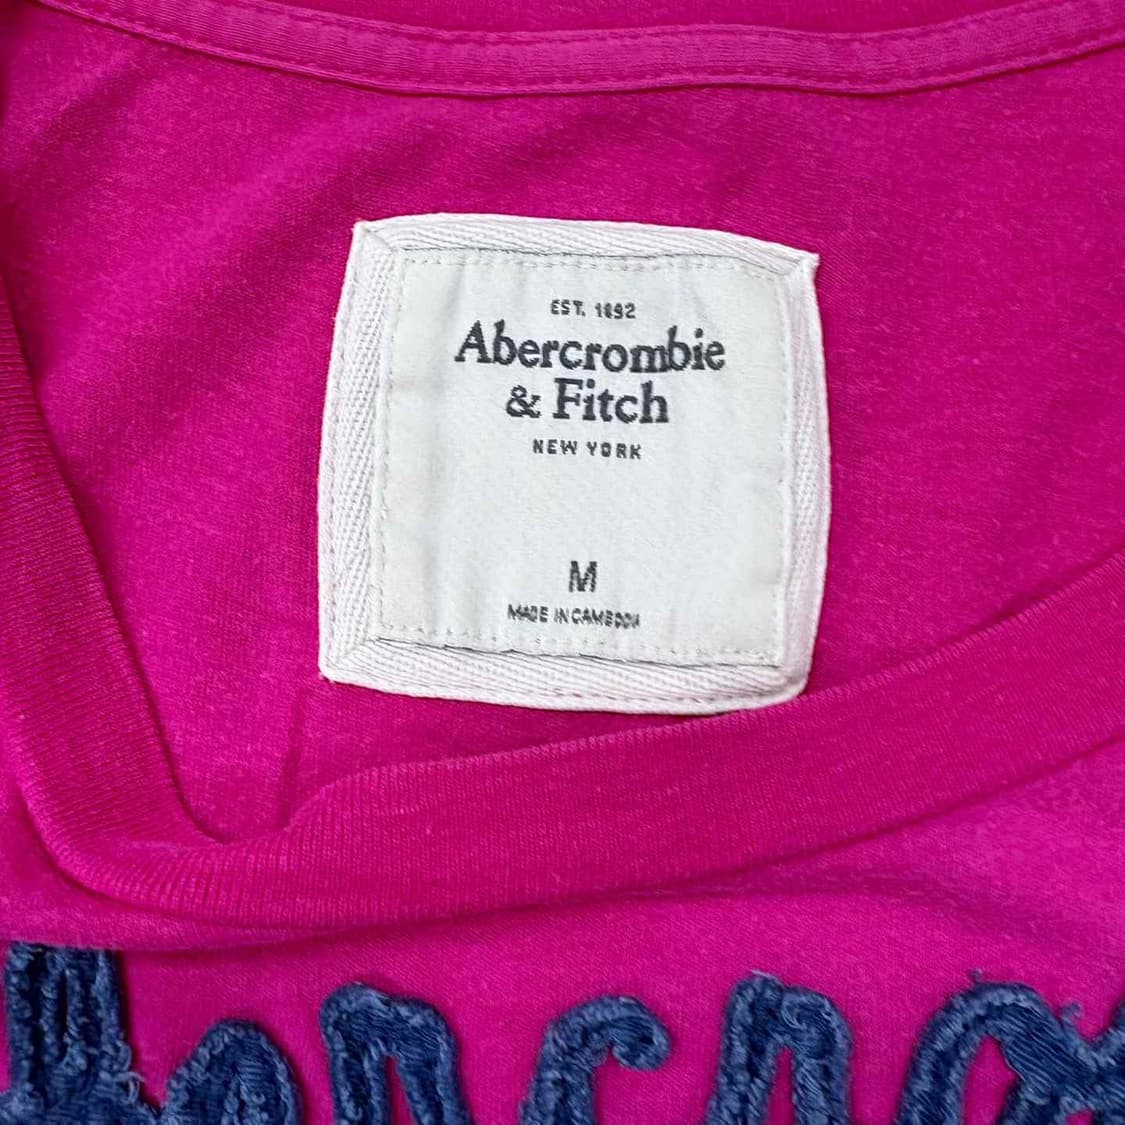 EST. 1892
Abercrombie
& Fitch
NEW YORK
M
MADE IN CAMBODIA